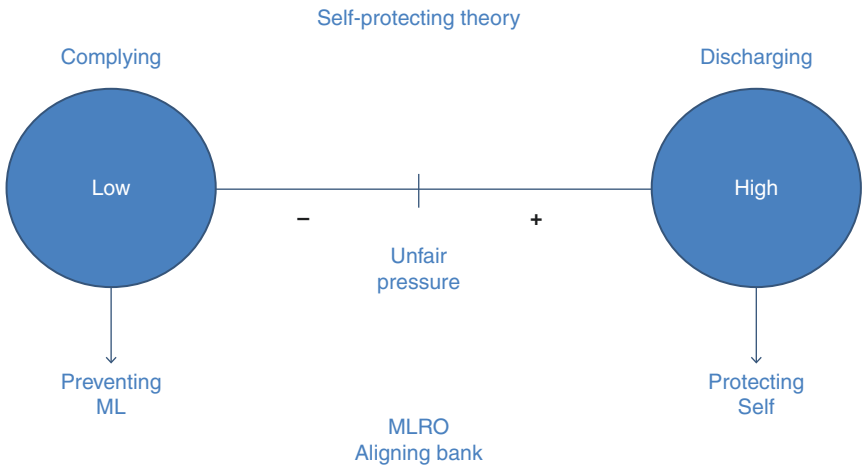 Self-protecting theory
Complying
Discharging
Low
High
–
+
Unfair
pressure
Preventing
ML
Protecting
Self
MLRO
Aligning bank